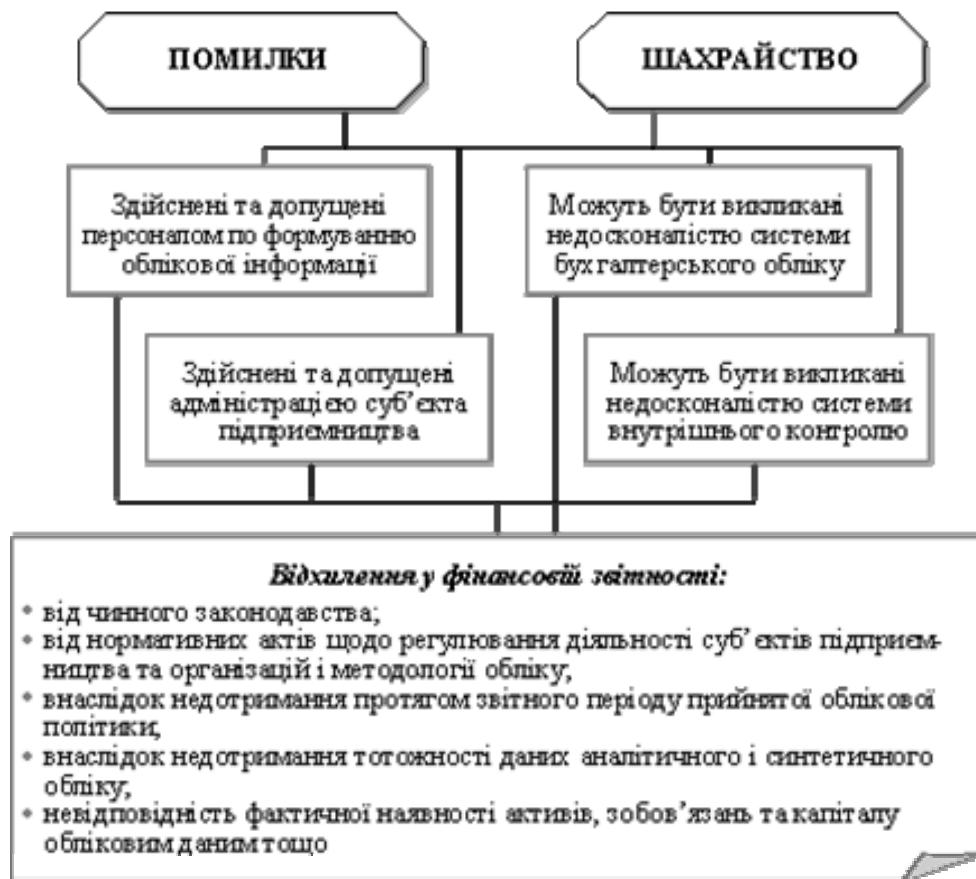 ПОМИЛКИ
ШАХРАЙСТВО
Здійснені та допущені
персоналом по формуванню
облікової інформації
Можуть бути викликані
недосконалістю системи
бухгалтерського обліку
Здійснені та допущені
адміністрацією суб’єкта
підприємництва
Можуть бути викликані
недосконалістю системи
внутрішнього контролю
Відхилення у фінансовій звітності:
• від чинного законодавства;
• від нормативних актів щодо регулювання діяльності суб’єктів підприєм-
ництва та організацій і методології обліку;
• внаслідок недотримання протягом звітного періоду прийнятої облікової
політики;
• внаслідок недотримання тотожності даних аналітичного і синтетичного
обліку;
• невідповідність фактичної наявності активів, зобов’язань та капіталу
обліковим даним тощо